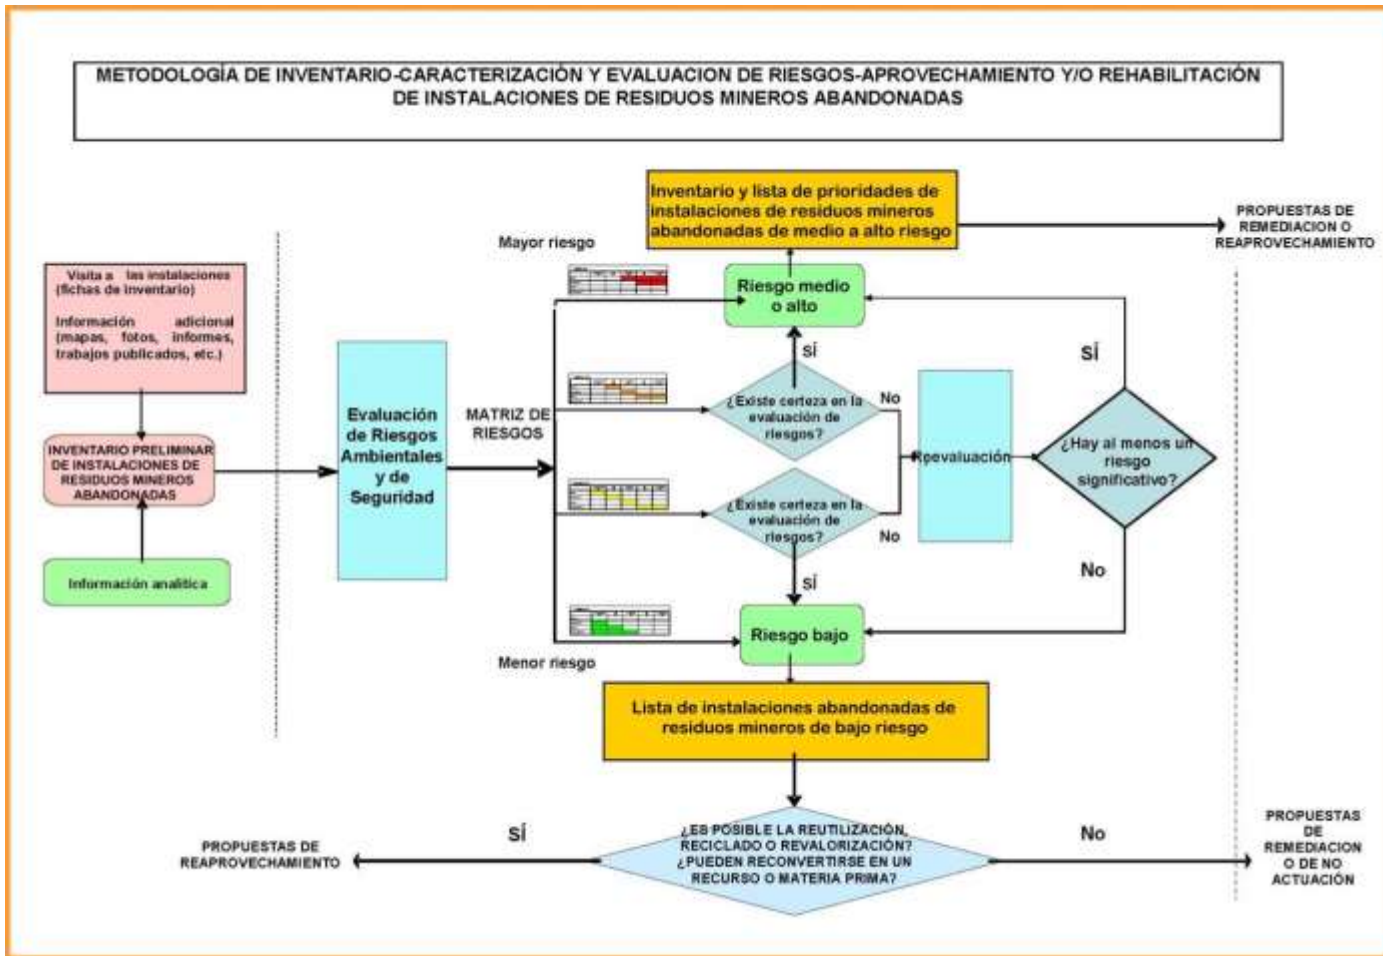 METODOLOGÍA DE INVENTARIO-CARACTERIZACIÓN Y EVALUACION DE RIESGOS-APROVECHAMIENTO Y/O REHABILITACIÓN
DE INSTALACIONES DE RESIDUOS MINEROS ABANDONADAS
Inventario y lista de prioridades de
instalaciones de residuos mineros
abandonadas de medio a alto riesgo
PROPUESTAS DE
REMEDIACION O
REAPROVECHAMIENTO
Mayor riesgo
Visita a las instalaciones
(fichas de inventario)
Información adicional
(mapas, fotos, informes,
trabajos publicados, etc.)
Riesgo medio
o alto
SÍ
SÍ
Evaluación
de Riesgos
Ambientales
y de
Seguridad
MATRIZ DE
RIESGOS
¿Existe certeza en la
evaluación de
riesgos?
No
INVENTARIO PRELIMINAR
DE INSTALACIONES DE
RESIDUOS MINEROS
ABANDONADAS
Reevaluación
¿Hay al menos un
riesgo
significativo?
¿Existe certeza en la
evaluación de
riesgos?
No
No
SÍ
Información analítica
Riesgo bajo
Menor riesgo
Lista de instalaciones abandonadas de
residuos mineros de bajo riesgo
PROPUESTAS DE
REAPROVECHAMIENTO
SÍ
¿ES POSIBLE LA REUTILIZACIÓN,
RECICLADO O REVALORIZACIÓN?
¿PUEDEN RECONVERTIRSE EN UN
RECURSO O MATERIA PRIMA?
No
PROPUESTAS
DE
REMEDIACION
O DE NO
ACTUACIÓN